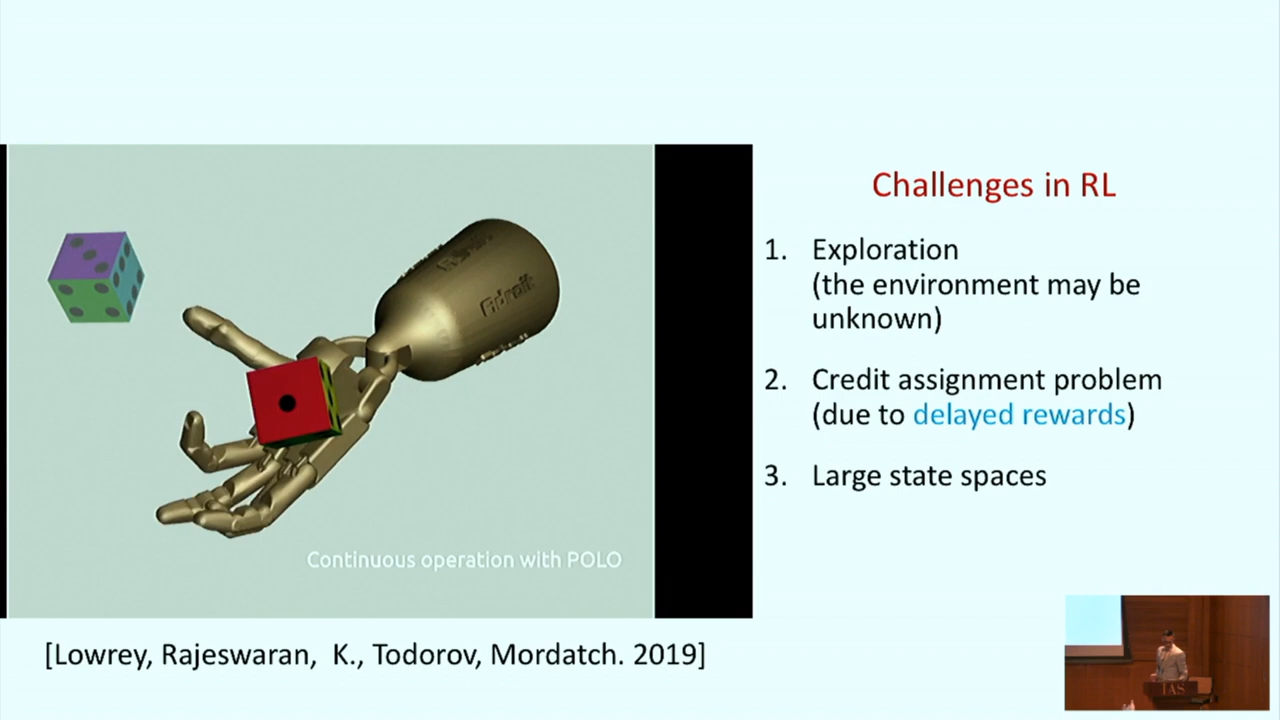 Challenges in RL
1. Exploration
(the environment may be
unknown)
2. Credit assignment problem
(due to delayed rewards)
3. Large state spaces
Adroit
Continuous operation with POLO
[Lowrey, Rajeswaran, K., Todorov, Mordatch. 2019]
IAS